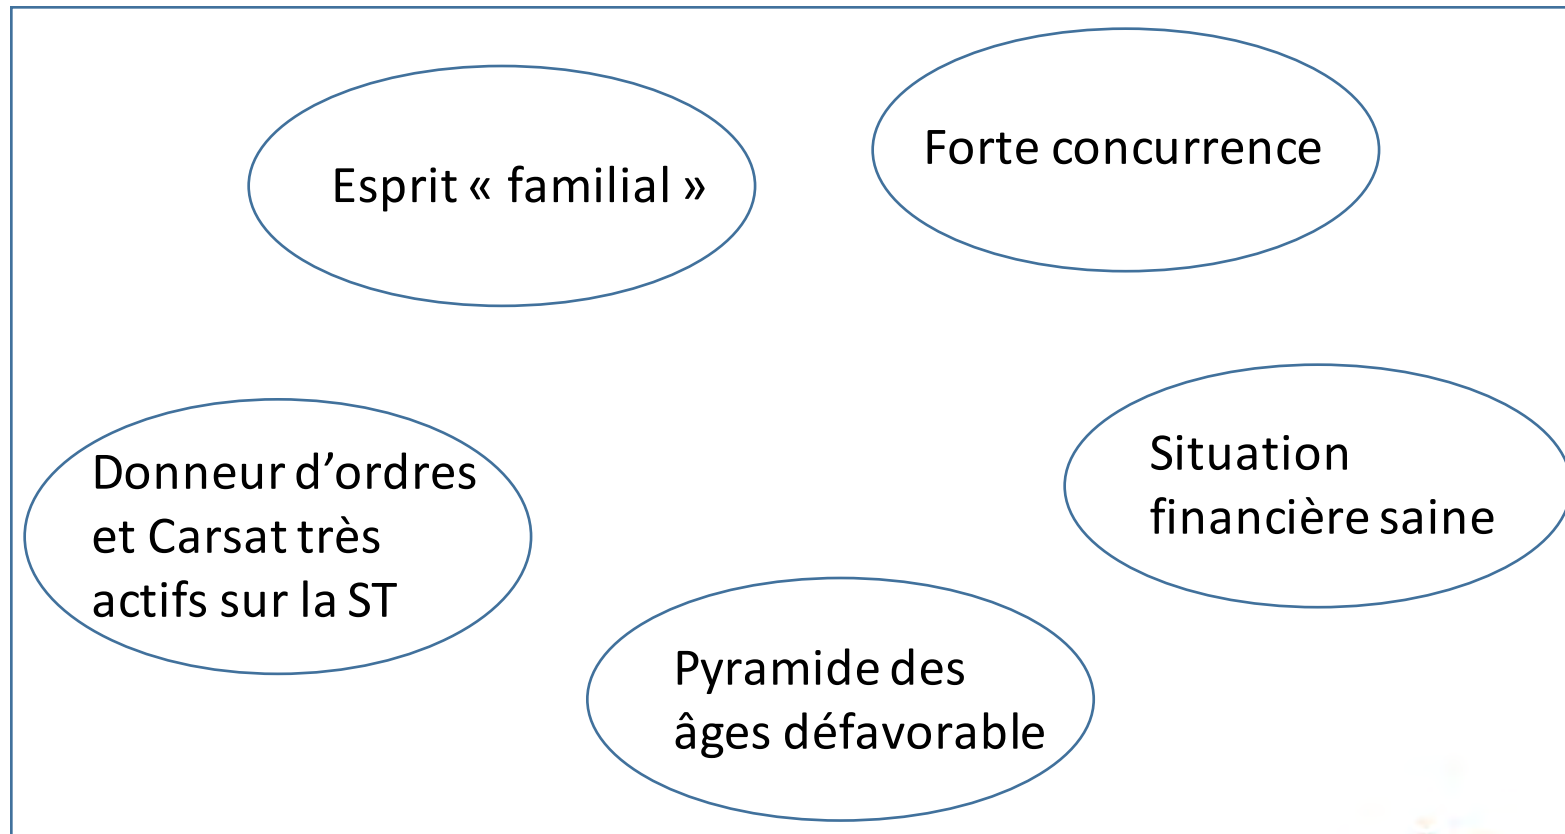 Esprit « familial »
Forte concurrence
Donneur d’ordres
et Carsat très
actifs sur la ST
Situation
financière saine
Pyramide des
âges défavorable